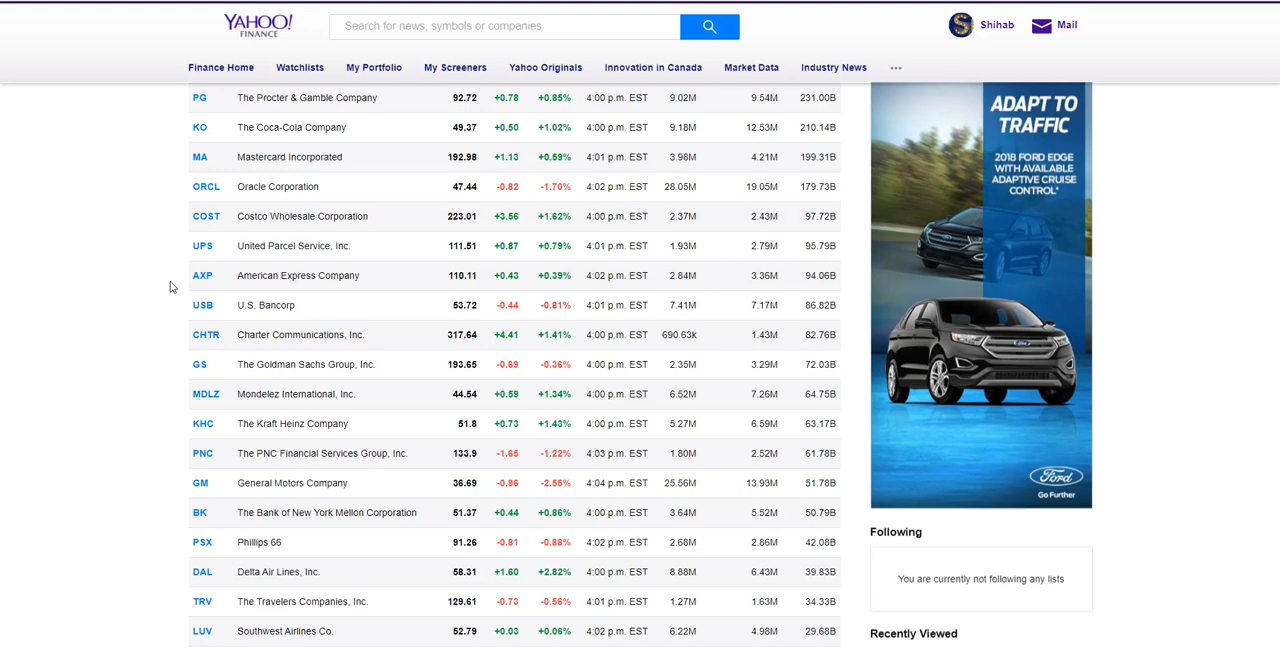 YAHOO!
FINANCE
Search for news, symbols or companies
Shihab
Mail
Finance Home Watchlists My Portfolio My Screeners Yahoo Originals Innovation in Canada Market Data Industry News ...
PG The Procter & Gamble Company 92.72 +0.78 +0.85% 4:00 p.m. EST 9.02M 9.54M 231.00B
KO The Coca-Cola Company 49.37 +0.50 +1.02% 4:00 p.m. EST 9.18M 12.53M 210.14B
MA Mastercard Incorporated 192.98 +1.13 +0.59% 4:01 p.m. EST 3.98M 4.21M 199.31B
ORCL Oracle Corporation 47.44 -0.82 -1.70% 4:02 p.m. EST 28.05M 19.05M 179.73B
COST Costco Wholesale Corporation 223.01 +3.56 +1.62% 4:00 p.m. EST 2.37M 2.43M 97.72B
UPS United Parcel Service, Inc. 111.51 +0.87 +0.79% 4:01 p.m. EST 1.93M 2.79M 95.79B
AXP American Express Company 110.11 +0.43 +0.39% 4:02 p.m. EST 2.84M 3.36M 94.06B
USB U.S. Bancorp 53.72 -0.44 -0.81% 4:01 p.m. EST 7.41M 7.17M 86.82B
CHTR Charter Communications, Inc. 317.64 +4.41 +1.41% 4:00 p.m. EST 690.63k 1.43M 82.76B
GS The Goldman Sachs Group, Inc. 193.65 -0.69 -0.36% 4:00 p.m. EST 2.35M 3.29M 72.03B
MDLZ Mondelez International, Inc. 44.54 +0.59 +1.34% 4:00 p.m. EST 6.52M 7.26M 64.75B
KHC The Kraft Heinz Company 51.8 +0.73 +1.43% 4:00 p.m. EST 5.27M 6.59M 63.17B
PNC The PNC Financial Services Group, Inc. 133.9 -1.65 -1.22% 4:03 p.m. EST 1.80M 2.52M 61.78B
GM General Motors Company 36.69 -0.96 -2.55% 4:04 p.m. EST 25.56M 13.93M 51.78B
BK The Bank of New York Mellon Corporation 51.37 +0.44 +0.86% 4:00 p.m. EST 3.64M 5.52M 50.79B
PSX Phillips 66 91.26 -0.81 -0.88% 4:02 p.m. EST 2.68M 2.86M 42.08B
DAL Delta Air Lines, Inc. 58.31 +1.60 +2.82% 4:00 p.m. EST 8.88M 6.43M 39.83B
TRV The Travelers Companies, Inc. 129.61 -0.73 -0.56% 4:01 p.m. EST 1.27M 1.63M 34.33B
LUV Southwest Airlines Co. 52.79 +0.03 +0.06% 4:02 p.m. EST 6.22M 4.98M 29.68B
ADAPT TO
TRAFFIC
2018 FORD EDGE
WITH AVAILABLE
ADAPTIVE CRUISE
CONTROL*
Ford
Go Further
Following
You are currently not following any lists
Recently Viewed